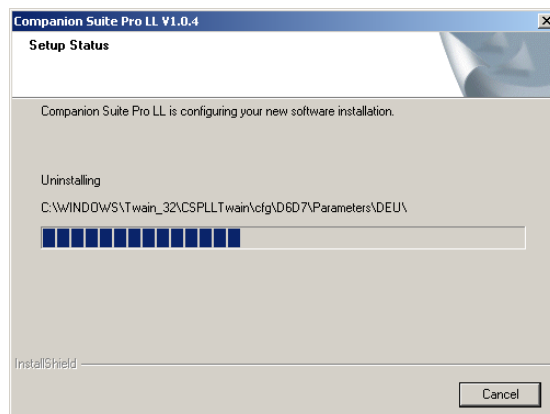 Companion Suite Pro LL V1.0.4
Setup Status
Companion Suite Pro LL is configuring your new software installation.
Uninstalling
C:\WINDOWS\Twain_32\CSPLLTwain\cfg\D6D7\Parameters\DEU\
InstallShield
Cancel